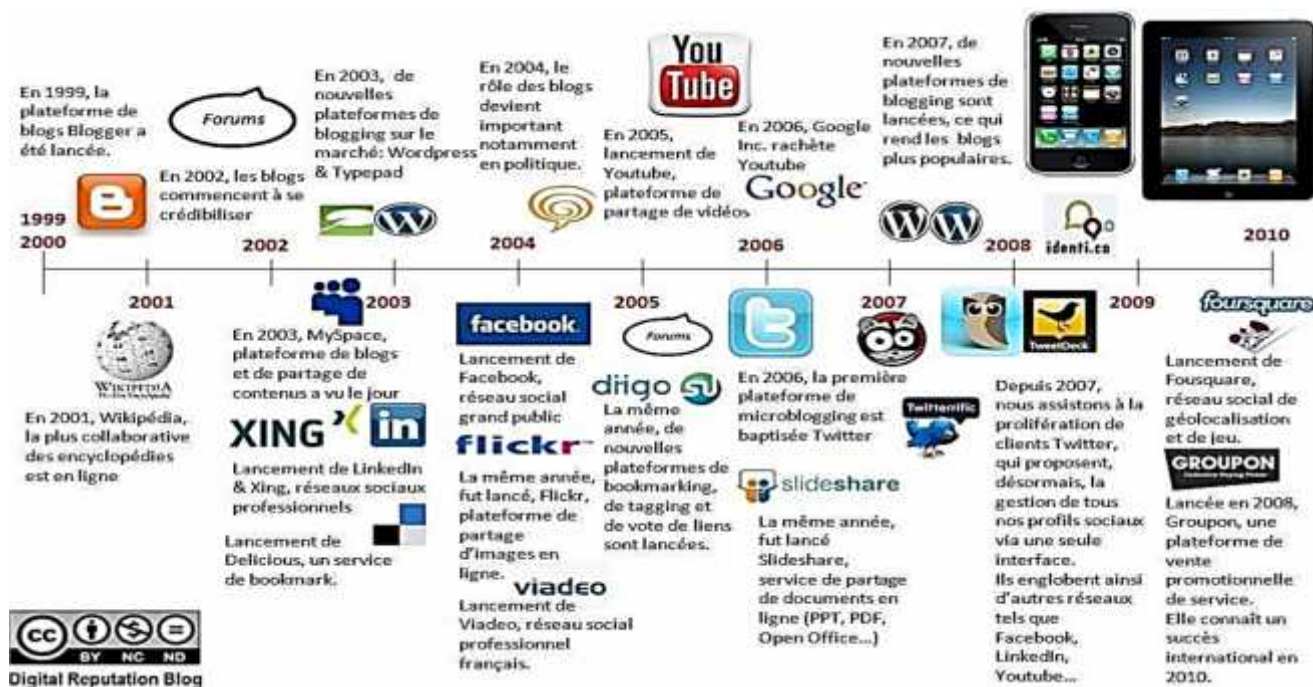 En 1999, la
plateforme de
blogs Blogger a
été lancée.
Forums
En 2002, les blogs
commencent à se
crédibiliser
En 2003, de
nouvelles
plateformes de
blogging sur le
marché: Wordpress
& Typepad
En 2004, le
rôle des blogs
devient
important
notamment
en politique.
You
Tube
En 2005,
lancement de
Youtube,
plateforme de
partage de vidéos
En 2006, Google
Inc. rachète
Youtube
Google
En 2007, de
nouvelles
plateformes de
blogging sont
lancées, ce qui
rend les blogs
plus populaires.
identi.ca
1999
2000
2001
2002
2003
2004
2005
2006
2007
2008
2009
2010
WIKIPEDIA
En 2001, Wikipédia,
la plus collaborative
des encyclopédies
est en ligne
En 2003, MySpace,
plateforme de blogs
et de partage de
contenus a vu le jour
XING
in
Lancement de LinkedIn
& Xing, réseaux sociaux
professionnels
Lancement de
Delicious, un service
de bookmark.
facebook
Lancement de
Facebook,
réseau social
grand public
flickr
La même année,
fut lancé, Flickr,
plateforme de
partage
d'images en
ligne.
viadeo
Lancement de
Viadeo, réseau social
professionnel
français.
Forums
diigo
La même
année, de
nouvelles
plateformes de
bookmarking,
de tagging et
de vote de liens
sont lancées.
En 2006, la première
plateforme de
microblogging est
baptisée Twitter
slideshare
La même année,
fut lancé
Slideshare,
service de partage
de documents en
ligne (PPT, PDF,
Open Office...)
Twitterrific
TweetDeck
Depuis 2007,
nous assistons à la
prolifération de
clients Twitter,
qui proposent,
désormais, la
gestion de tous
nos profils sociaux
via une seule
interface.
Ils englobent ainsi
d'autres réseaux
tels que
Facebook,
LinkedIn,
Youtube...
foursquare
Lancement de
Fousquare,
réseau social de
géolocalisation
et de jeu.
GROUPON
Lancée en 2008,
Groupon, une
plateforme de
vente
promotionnelle
de service.
Elle connaît un
succès
international en
2010.
cc
BY NC ND
Digital Reputation Blog